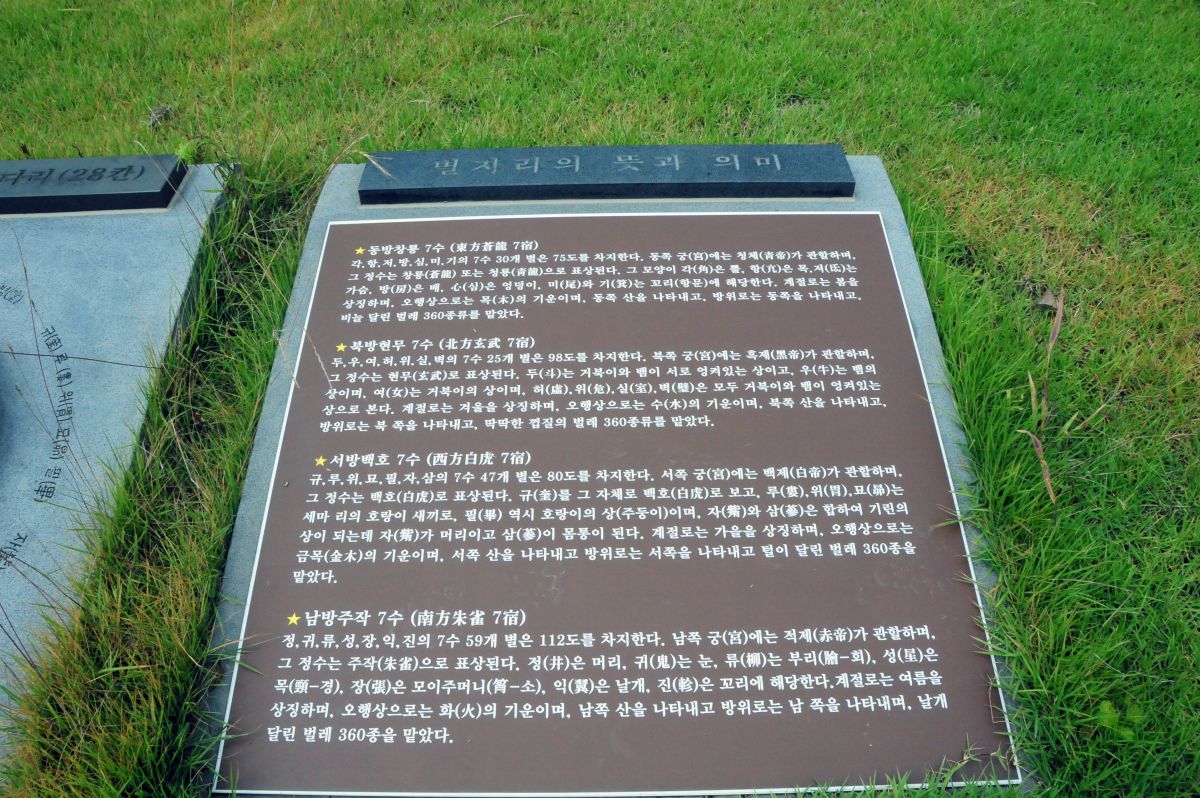 다리(28칸)
별자리의 뜻과 의미
★동방창룡 7수 (東方蒼龍 7宿)
각,항,저,방,심,미,기의 7수 30개 별은 75도를 차지한다. 동쪽 궁(宮)에는 청제(靑帝)가 관할하며,
그 정수는 창룡(蒼龍) 또는 청룡(靑龍)으로 표상된다. 그 모양이 각(角)은 뿔, 항(亢)은 목,저(氐)는
가슴, 방(房)은 배, 心(심)은 엉덩이, 미(尾)와 기(箕)는 꼬리(항문)에 해당한다. 계절로는 봄을
상징하며, 오행상으로는 목(木)의 기운이며, 동쪽 산을 나타내고, 방위로는 동쪽을 나타내고,
비늘 달린 벌레 360종류를 맡았다.
★북방현무 7수 (北方玄武 7宿)
두,우,여,허,위,실,벽의 7수 25개 별은 98도를 차지한다. 북쪽 궁(宮)에는 흑제(黑帝)가 관할하며,
그 정수는 현무(玄武)로 표상된다. 두(斗)는 거북이와 뱀이 서로 엉켜있는 상이고, 우(牛)는 뱀의
상이며, 여(女)는 거북이의 상이며, 허(虛),위(危),실(室),벽(壁)은 모두 거북이와 뱀이 엉켜있는
상으로 본다. 계절로는 겨울을 상징하며, 오행상으로는 수(水)의 기운이며, 북쪽 산을 나타내고,
방위로는 북 쪽을 나타내고, 딱딱한 껍질의 벌레 360종류를 맡았다.
★서방백호 7수 (西方白虎 7宿)
규,루,위,묘,필,자,삼의 7수 47개 별은 80도를 차지한다. 서쪽 궁(宮)에는 백제(白帝)가 관할하며,
그 정수는 백호(白虎)로 표상된다. 규(奎)를 그 자체로 백호(白虎)로 보고, 루(婁),위(胃),묘(昴)는
세마 리의 호랑이 새끼로, 필(畢) 역시 호랑이의 상(주둥이)이며, 자(觜)와 삼(蔘)은 합하여 기린의
상이 되는데 자(觜)가 머리이고 삼(蔘)이 몸통이 된다. 계절로는 가을을 상징하며, 오행상으로는
금목(金木)의 기운이며, 서쪽 산을 나타내고 방위로는 서쪽을 나타내고 털이 달린 벌레 360종을
맡았다.
★남방주작 7수 (南方朱雀 7宿)
정,귀,류,성,장,익,진의 7수 59개 별은 112도를 차지한다. 남쪽 궁(宮)에는 적제(赤帝)가 관할하며,
그 정수는 주작(朱雀)으로 표상된다. 정(井)은 머리, 귀(鬼)는 눈, 류(柳)는 부리(膾-회), 성(星)은
목(頸-경), 장(張)은 모이주머니(膆-소), 익(翼)은 날개, 진(軫)은 꼬리에 해당한다.계절로는 여름을
상징하며, 오행상으로는 화(火)의 기운이며, 남쪽 산을 나타내고 방위로는 남 쪽을 나타내며, 날개
달린 벌레 360종을 맡았다.
규(奎) 루(婁) 위(胃) 묘(昴) 필(畢)